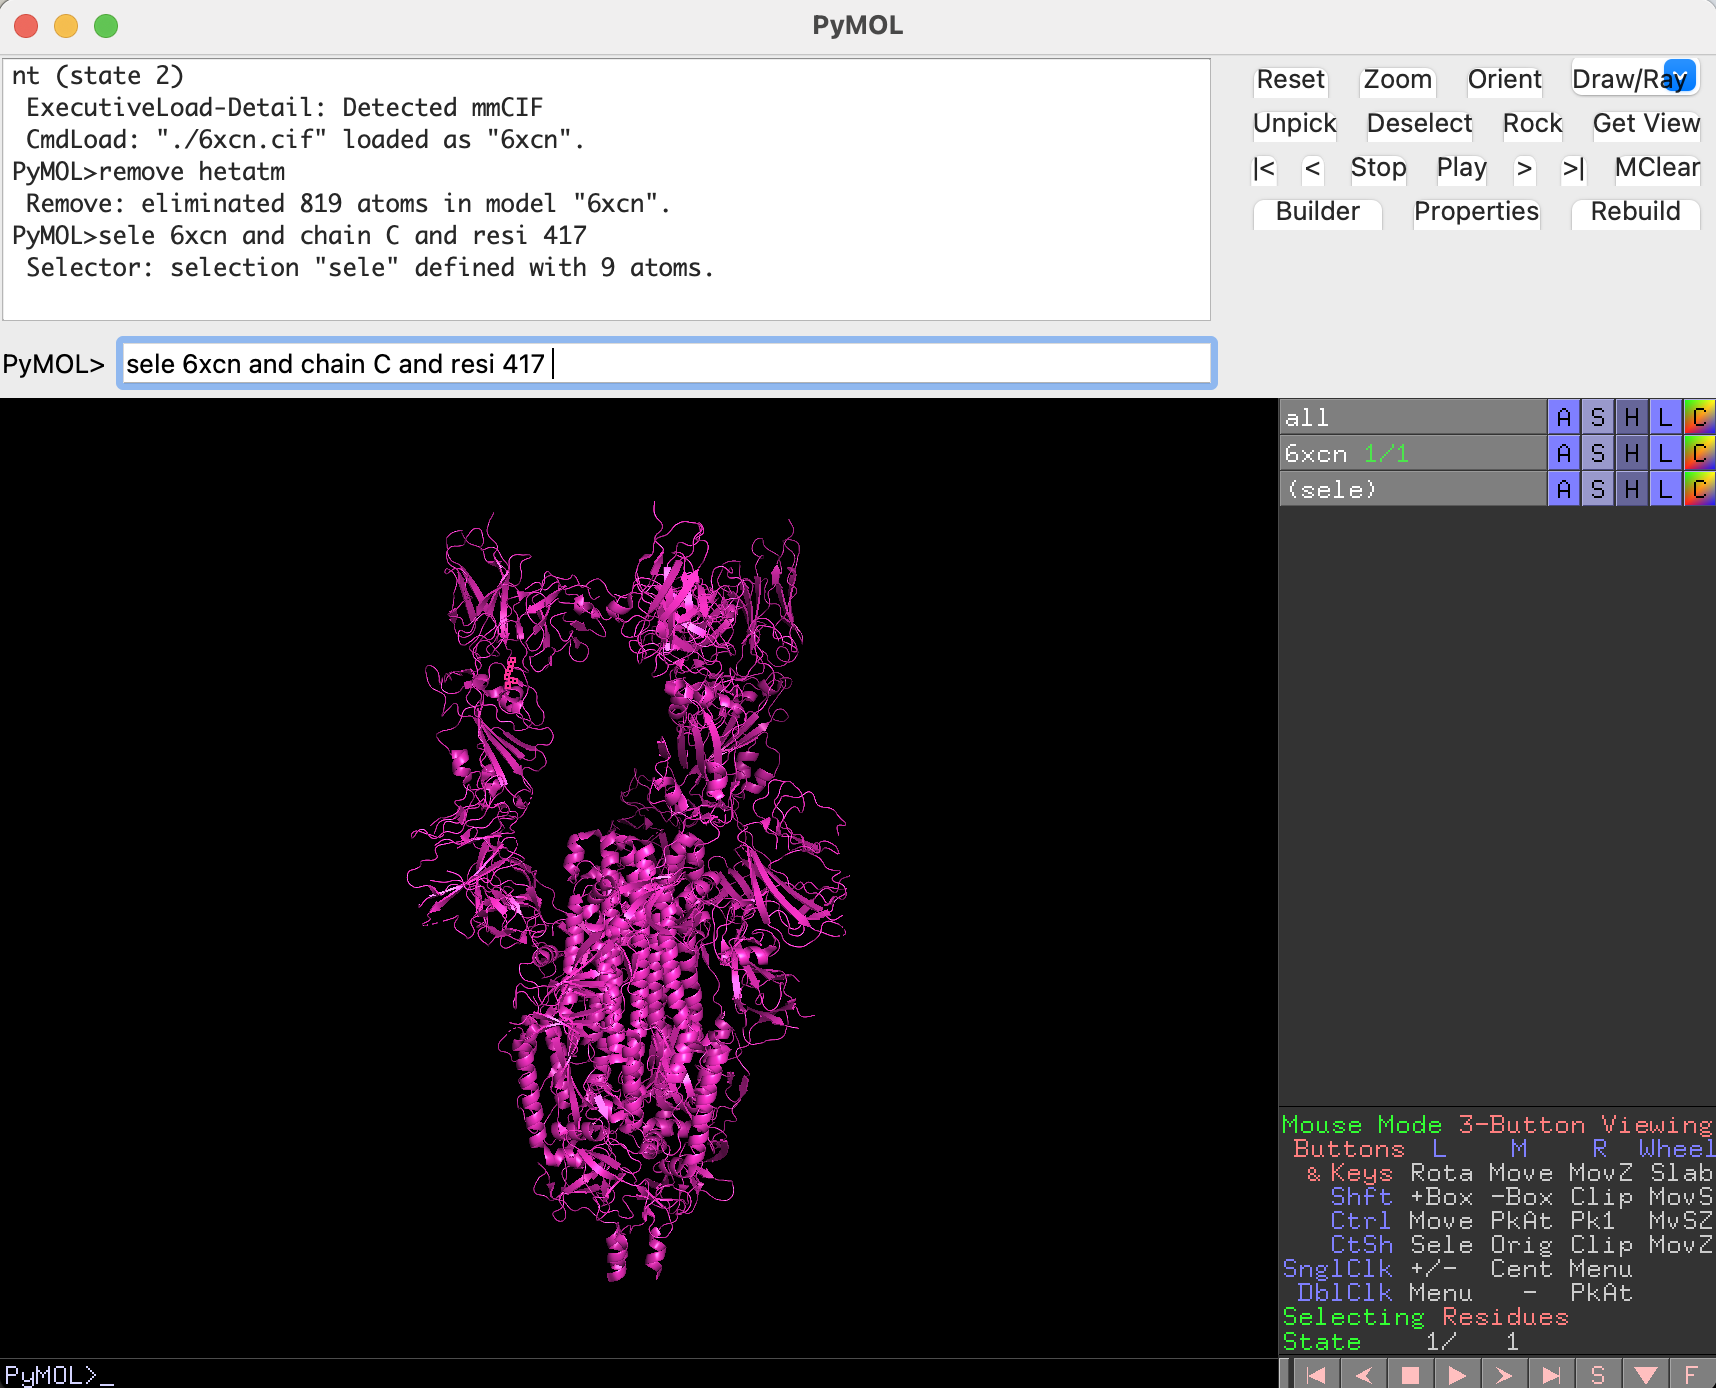 PyMOL
nt (state 2)
ExecutiveLoad-Detail: Detected mmCIF
CmdLoad: "./6xcn.cif" loaded as "6xcn".
PyMOL>remove hetatm
Remove: eliminated 819 atoms in model "6xcn".
PyMOL>sele 6xcn and chain C and resi 417
Selector: selection "sele" defined with 9 atoms.
Reset Zoom Orient Draw/Ray
Unpick Deselect Rock Get View
|< < Stop Play > >| MClear
Builder Properties Rebuild
PyMOL> sele 6xcn and chain C and resi 417
all A S H L C
6xcn 1/1 A S H L C
(sele) A S H L C
Mouse Mode 3-Button Viewing
Buttons L M R Wheel
& Keys Rota Move MovZ Slab
Shft +Box -Box Clip MovS
Ctrl Move PkAt Pk1 MvSZ
CtSh Sele Orig Clip MovZ
SnglClk +/- Cent Menu
DblClk Menu - PkAt
Selecting Residues
State 1/ 1
PyMOL>_
S F